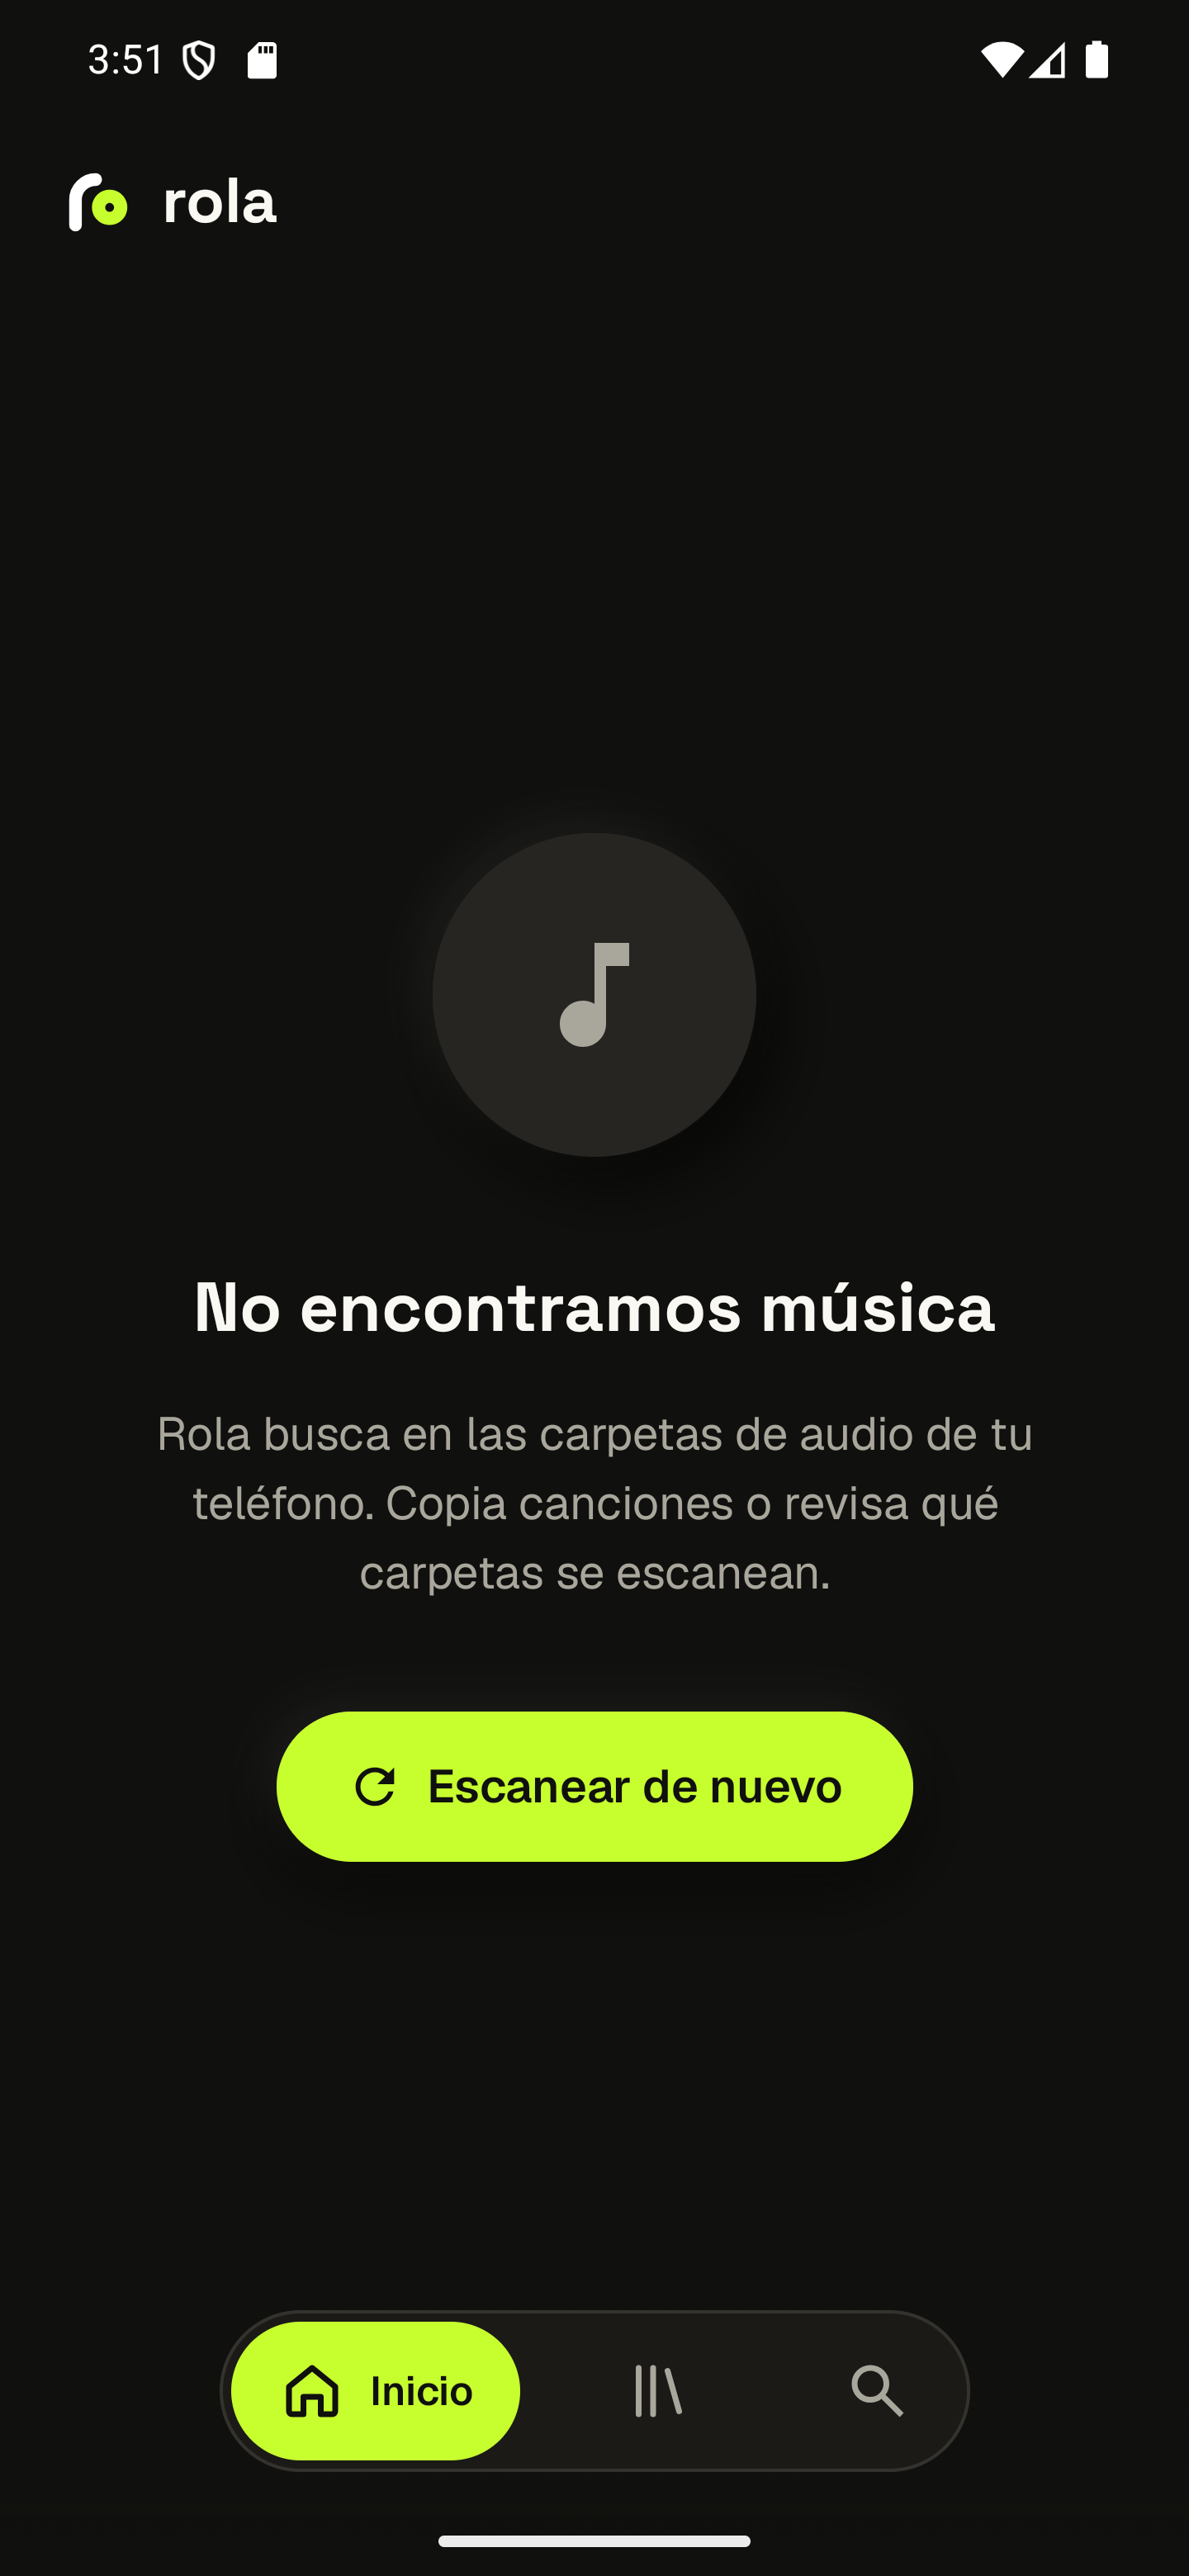 3:51
rola
No encontramos música
Rola busca en las carpetas de audio de tu
teléfono. Copia canciones o revisa qué
carpetas se escanean.
Escanear de nuevo
Inicio